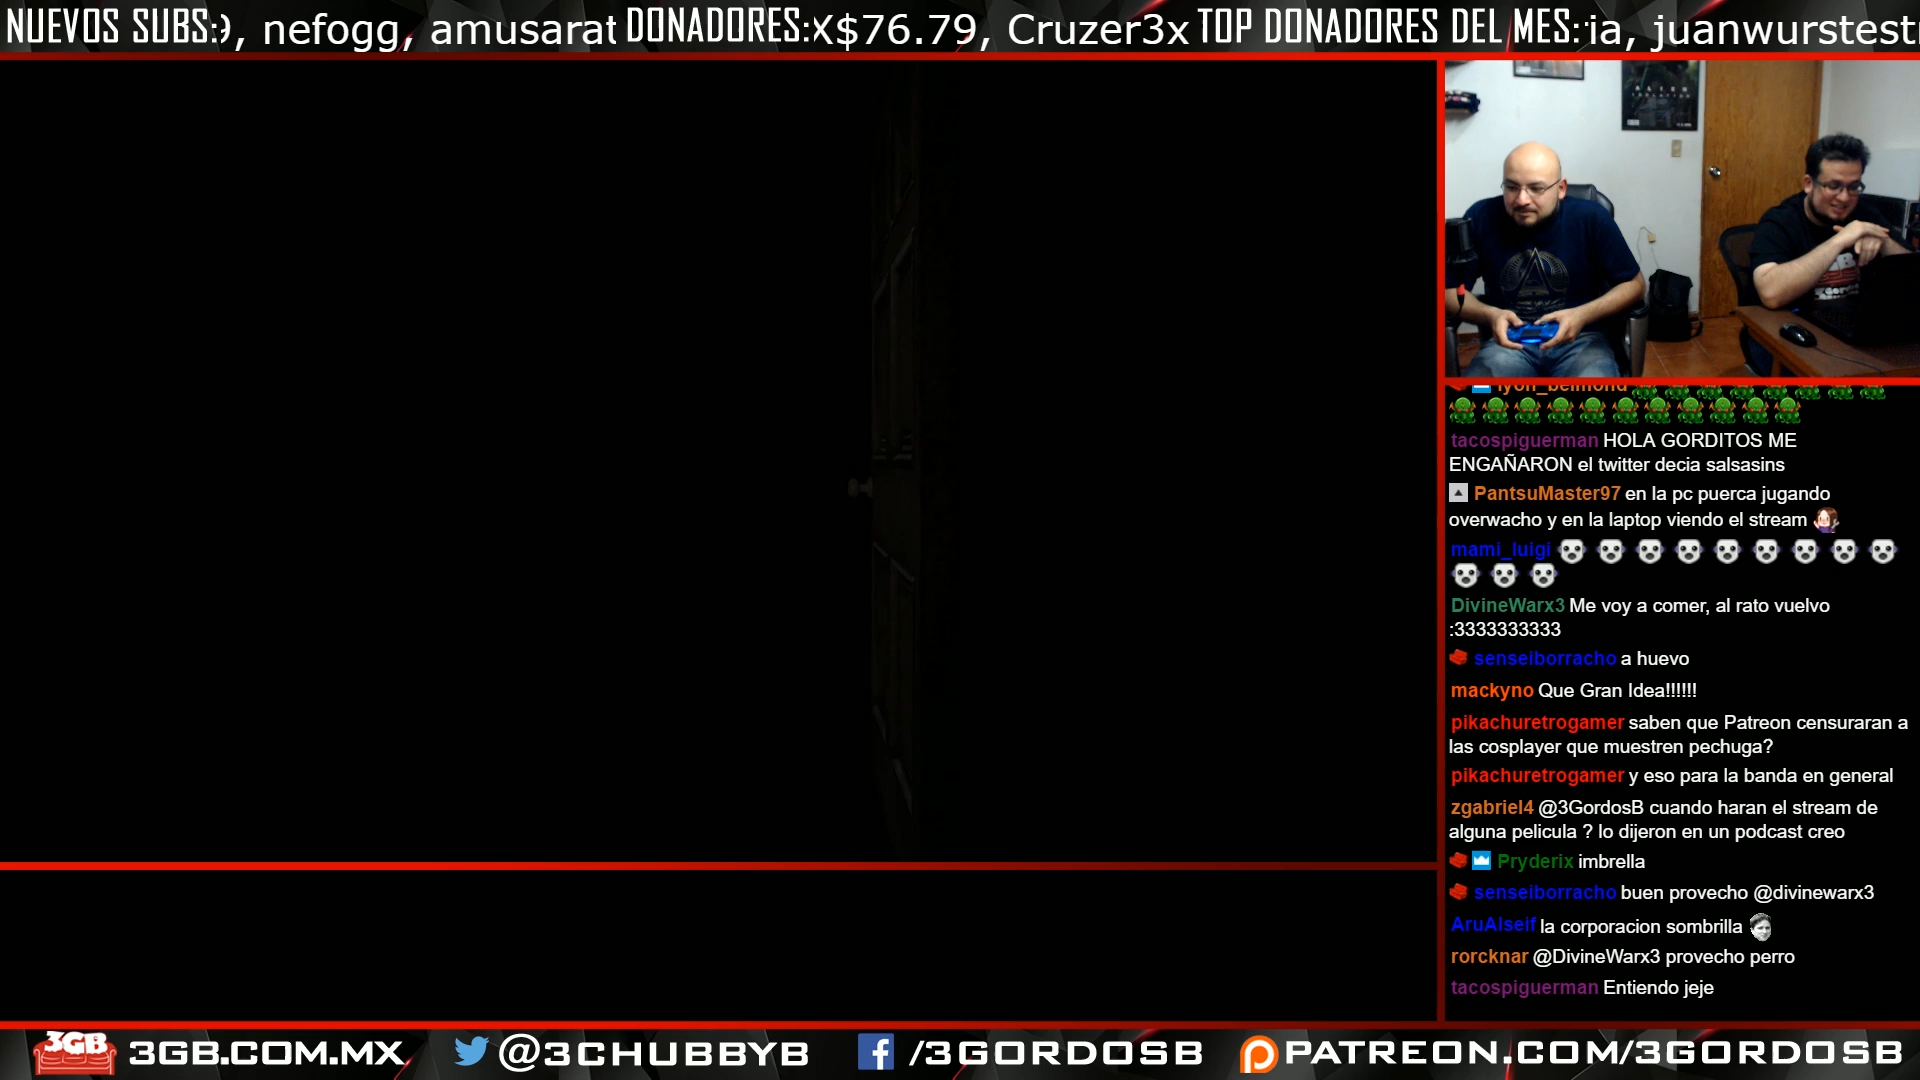 NUEVOS SUBS: 9, nefogg, amusarat DONADORES: X$76.79, Cruzer3x TOP DONADORES DEL MES: ia, juanwurstest
ALIEN
lyon_belmond
tacospiguerman HOLA GORDITOS ME
ENGAÑARON el twitter decia salsasins
PantsuMaster97 en la pc puerca jugando
overwacho y en la laptop viendo el stream
mami_luigi
DivineWarx3 Me voy a comer, al rato vuelvo
:3333333333
senseiborracho a huevo
mackyno Que Gran Idea!!!!!!
pikachuretrogamer saben que Patreon censuraran a
las cosplayer que muestren pechuga?
pikachuretrogamer y eso para la banda en general
zgabriel4 @3GordosB cuando haran el stream de
alguna pelicula ? lo dijeron en un podcast creo
Pryderix imbrella
senseiborracho buen provecho @divinewarx3
AruAlseif la corporacion sombrilla
rorcknar @DivineWarx3 provecho perro
tacospiguerman Entiendo jeje
3GB 3GB.COM.MX @3CHUBBYB /3GORDOSB PATREON.COM/3GORDOSB